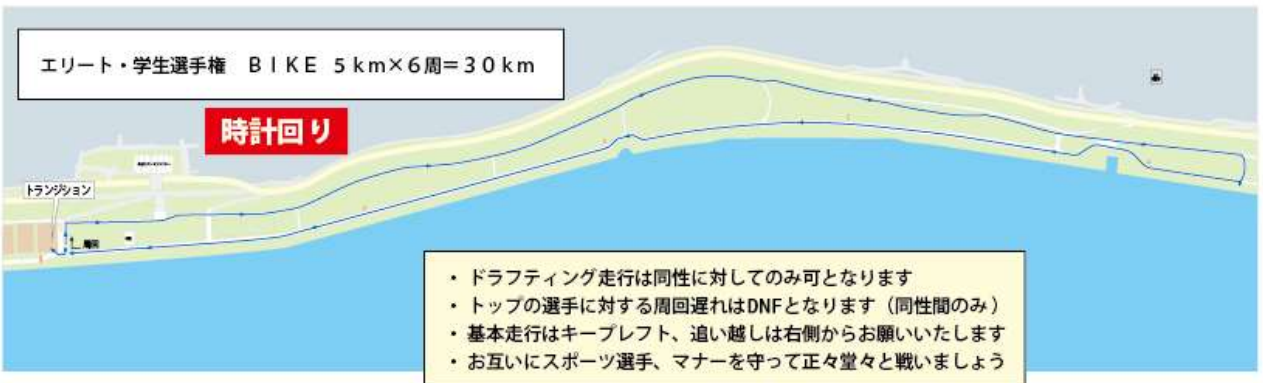 エリート・学生選手権　ＢＩＫＥ　５ｋｍ×６周＝３０ｋｍ
時計回り
トランジション
周回
・ ドラフティング走行は同性に対してのみ可となります
・ トップの選手に対する周回遅れはDNFとなります（同性間のみ）
・ 基本走行はキープレフト、追い越しは右側からお願いいたします
・ お互いにスポーツ選手、マナーを守って正々堂々と戦いましょう